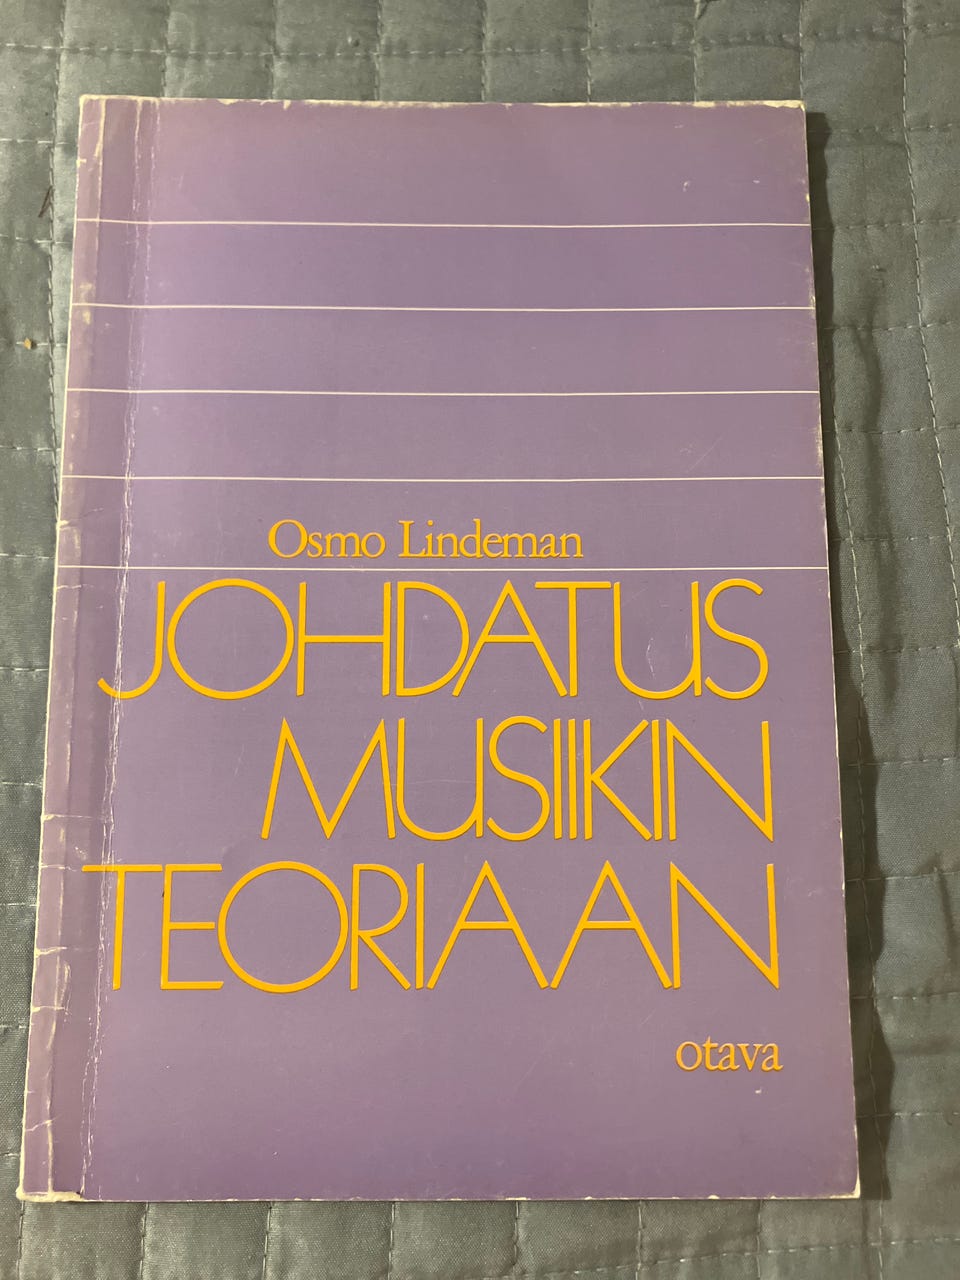 Osmo Lindeman
JOHDATUS
MUSIIKIN
TEORIAAN
otava